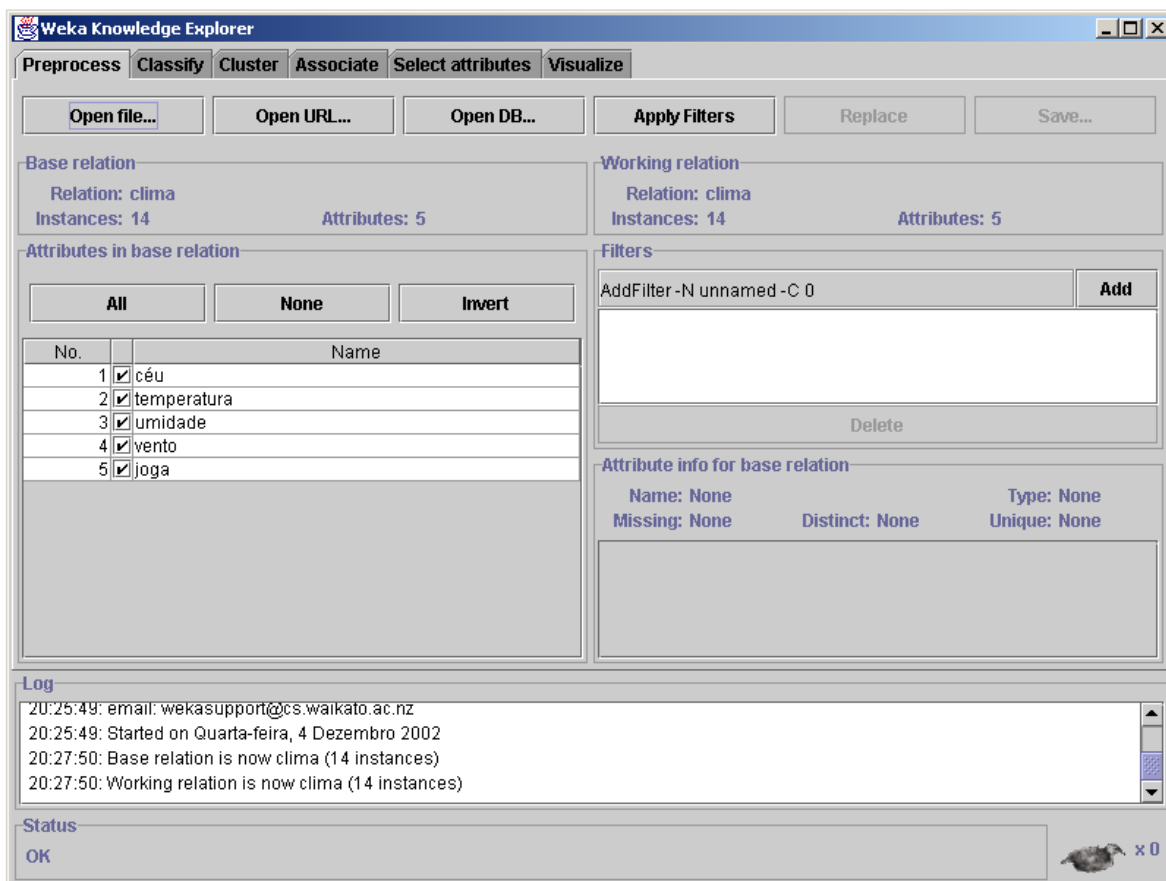 Weka Knowledge Explorer
Preprocess Classify Cluster Associate Select attributes Visualize
Open file... Open URL... Open DB... Apply Filters Replace Save...
Base relation
Relation: clima
Instances: 14 Attributes: 5
Working relation
Relation: clima
Instances: 14 Attributes: 5
Attributes in base relation
All None Invert
No. Name
1 céu
2 temperatura
3 umidade
4 vento
5 joga
Filters
AddFilter -N unnamed -C 0 Add
Delete
Attribute info for base relation
Name: None Type: None
Missing: None Distinct: None Unique: None
Log
20:25:49: email: wekasupport@cs.waikato.ac.nz
20:25:49: Started on Quarta-feira, 4 Dezembro 2002
20:27:50: Base relation is now clima (14 instances)
20:27:50: Working relation is now clima (14 instances)
Status
OK
x 0